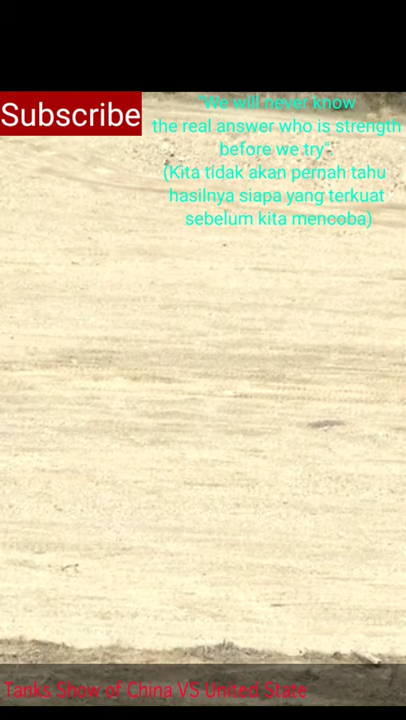 Subscribe
"We will never know
the real answer who is strength
before we try".
(Kita tidak akan pernah tahu
hasilnya siapa yang terkuat
sebelum kita mencoba)
Tanks Show of China VS United State